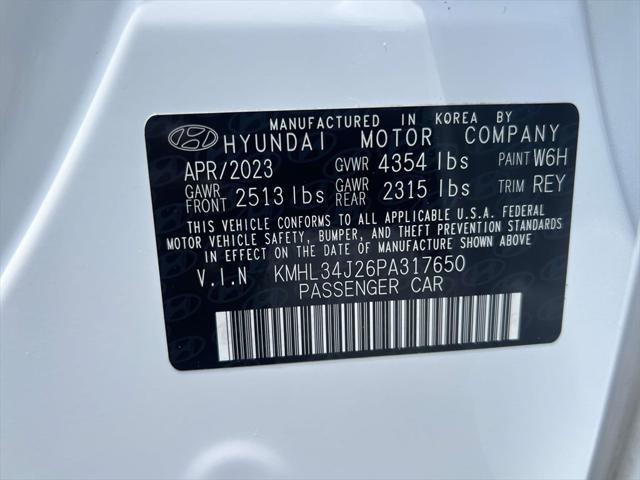 MANUFACTURED IN KOREA BY
HYUNDAI MOTOR COMPANY
APR/2023 GVWR 4354 lbs PAINT W6H
GAWR FRONT 2513 lbs GAWR REAR 2315 lbs TRIM REY
THIS VEHICLE CONFORMS TO ALL APPLICABLE U.S.A. FEDERAL
MOTOR VEHICLE SAFETY, BUMPER, AND THEFT PREVENTION STANDARDS
IN EFFECT ON THE DATE OF MANUFACTURE SHOWN ABOVE.
V.I.N KMHL34J26PA317650
PASSENGER CAR